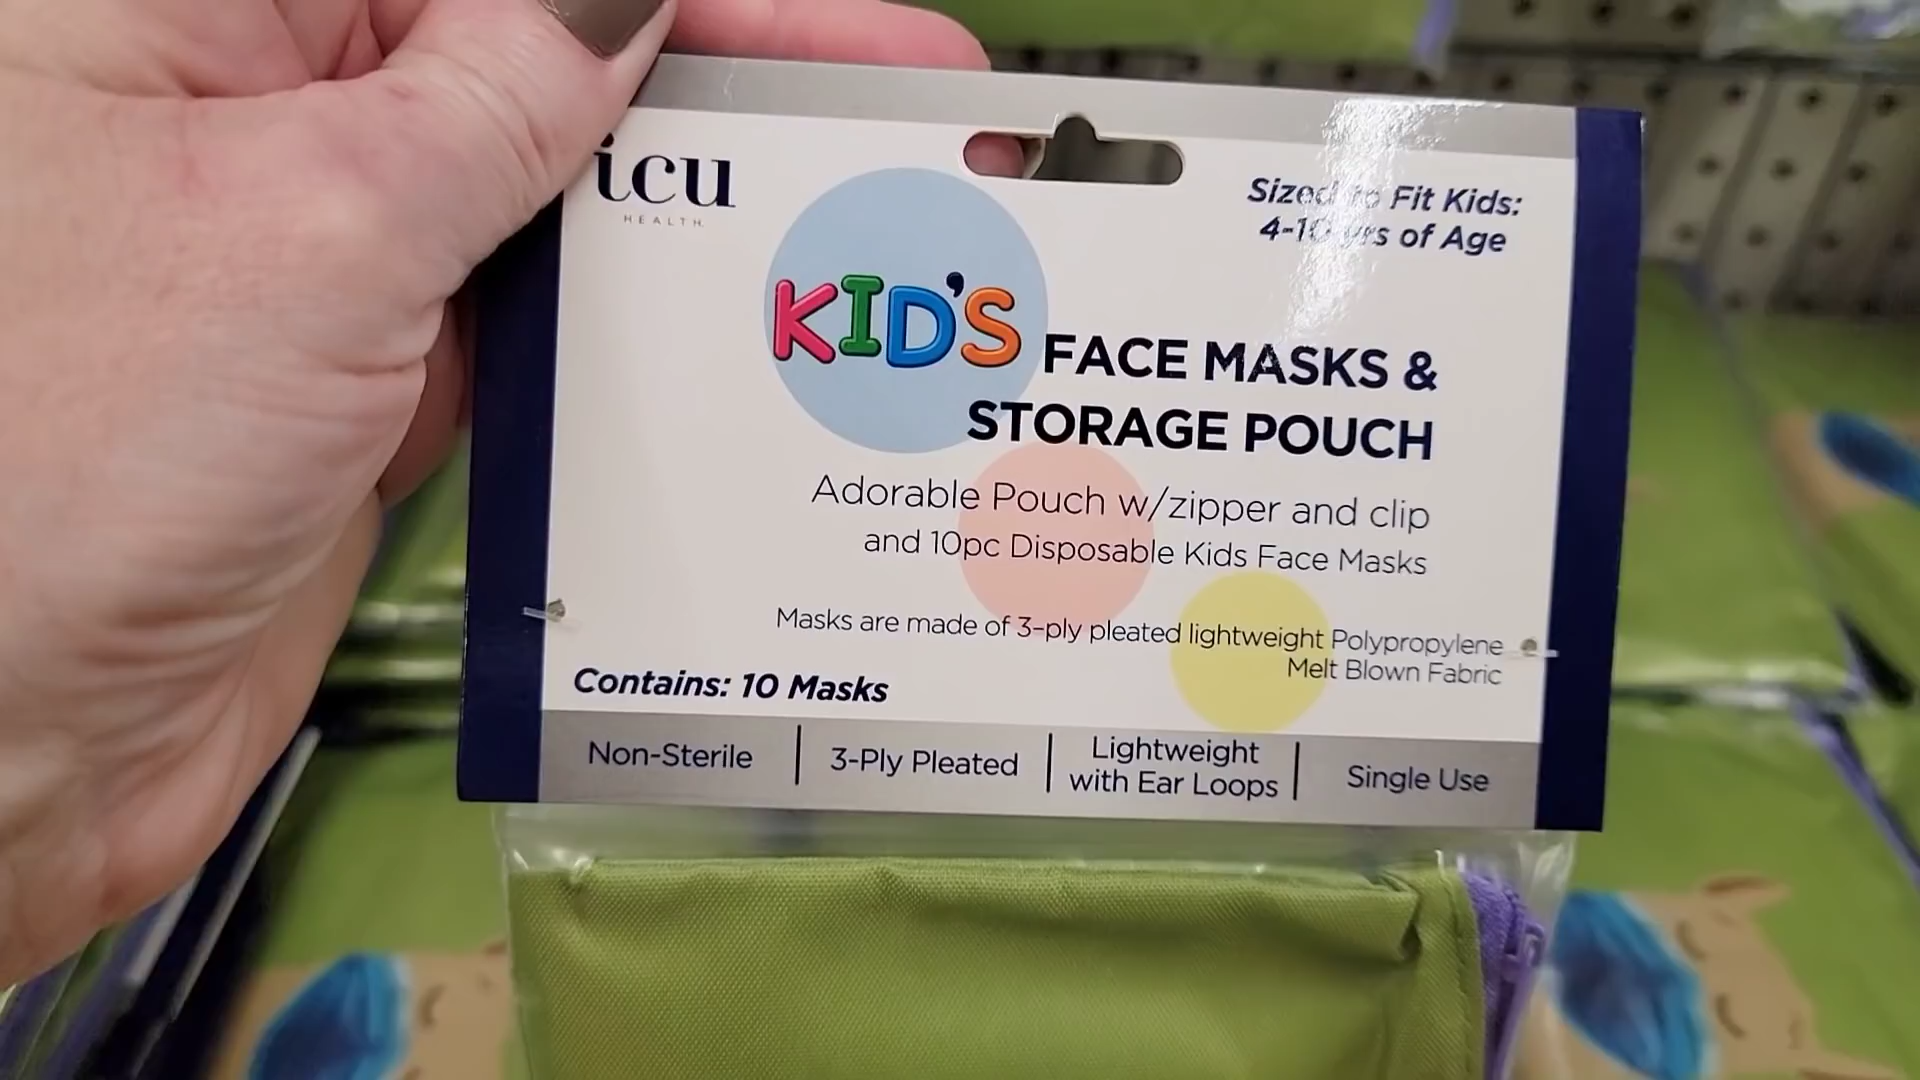 icu
HEALTH
Sized to Fit Kids:
4-10 yrs of Age
KID'S FACE MASKS &
STORAGE POUCH
Adorable Pouch w/zipper and clip
and 10pc Disposable Kids Face Masks
Masks are made of 3-ply pleated lightweight Polypropylene
Melt Blown Fabric
Contains: 10 Masks
Non-Sterile
3-Ply Pleated
Lightweight
with Ear Loops
Single Use